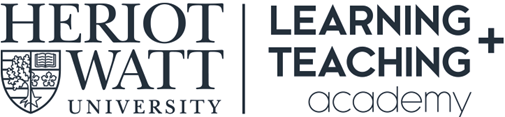 HERIOT
WATT
UNIVERSITY
LEARNING +
TEACHING
academy